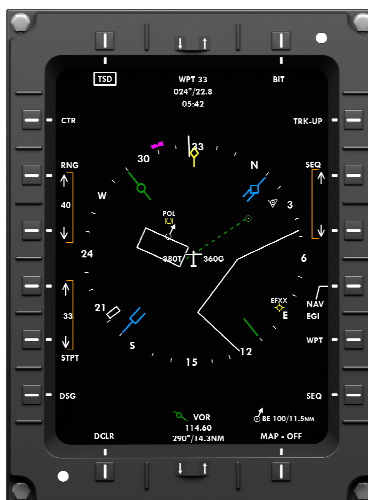 TSD
WPT 33
BIT
024°/22.8
05:42
CTR
TRK-UP
33
30
N
RNG
SEQ
W
3
40
POL
24
380T
360G
6
EFXX
NAV
21
33
E
EGI
S
12
WPT
15
STPT
DSG
SEQ
VOR
BE 100/11.5NM
114.60
DCLR
290°/14.3NM
MAP - OFF